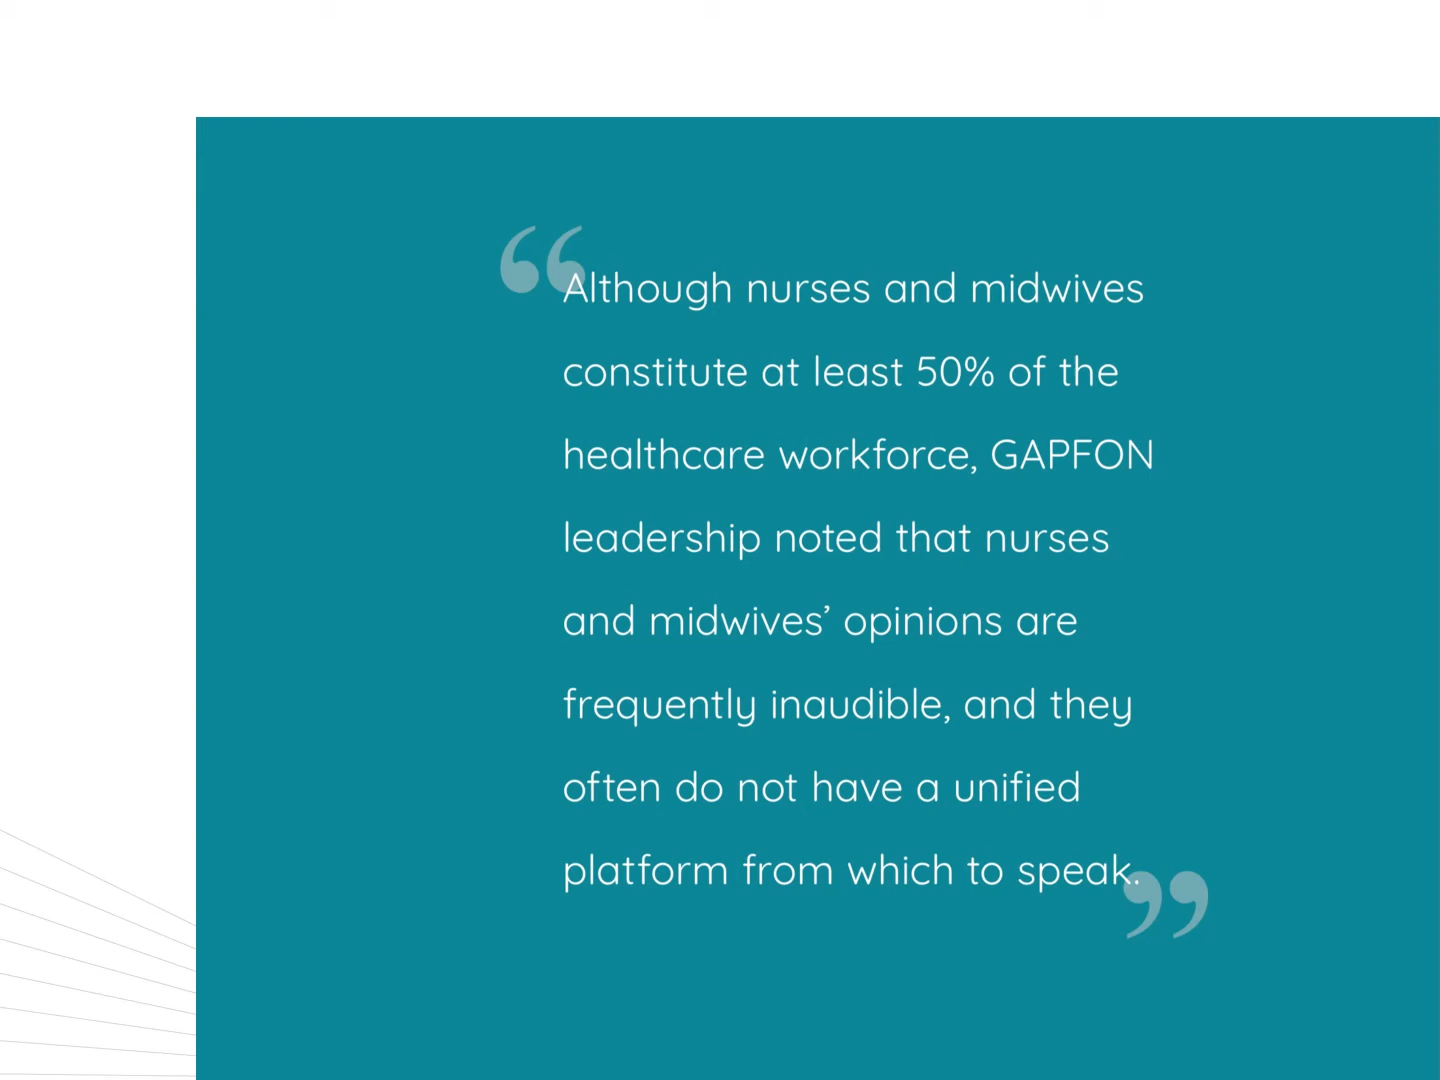 “Although nurses and midwives
constitute at least 50% of the
healthcare workforce, GAPFON
leadership noted that nurses
and midwives’ opinions are
frequently inaudible, and they
often do not have a unified
platform from which to speak.”